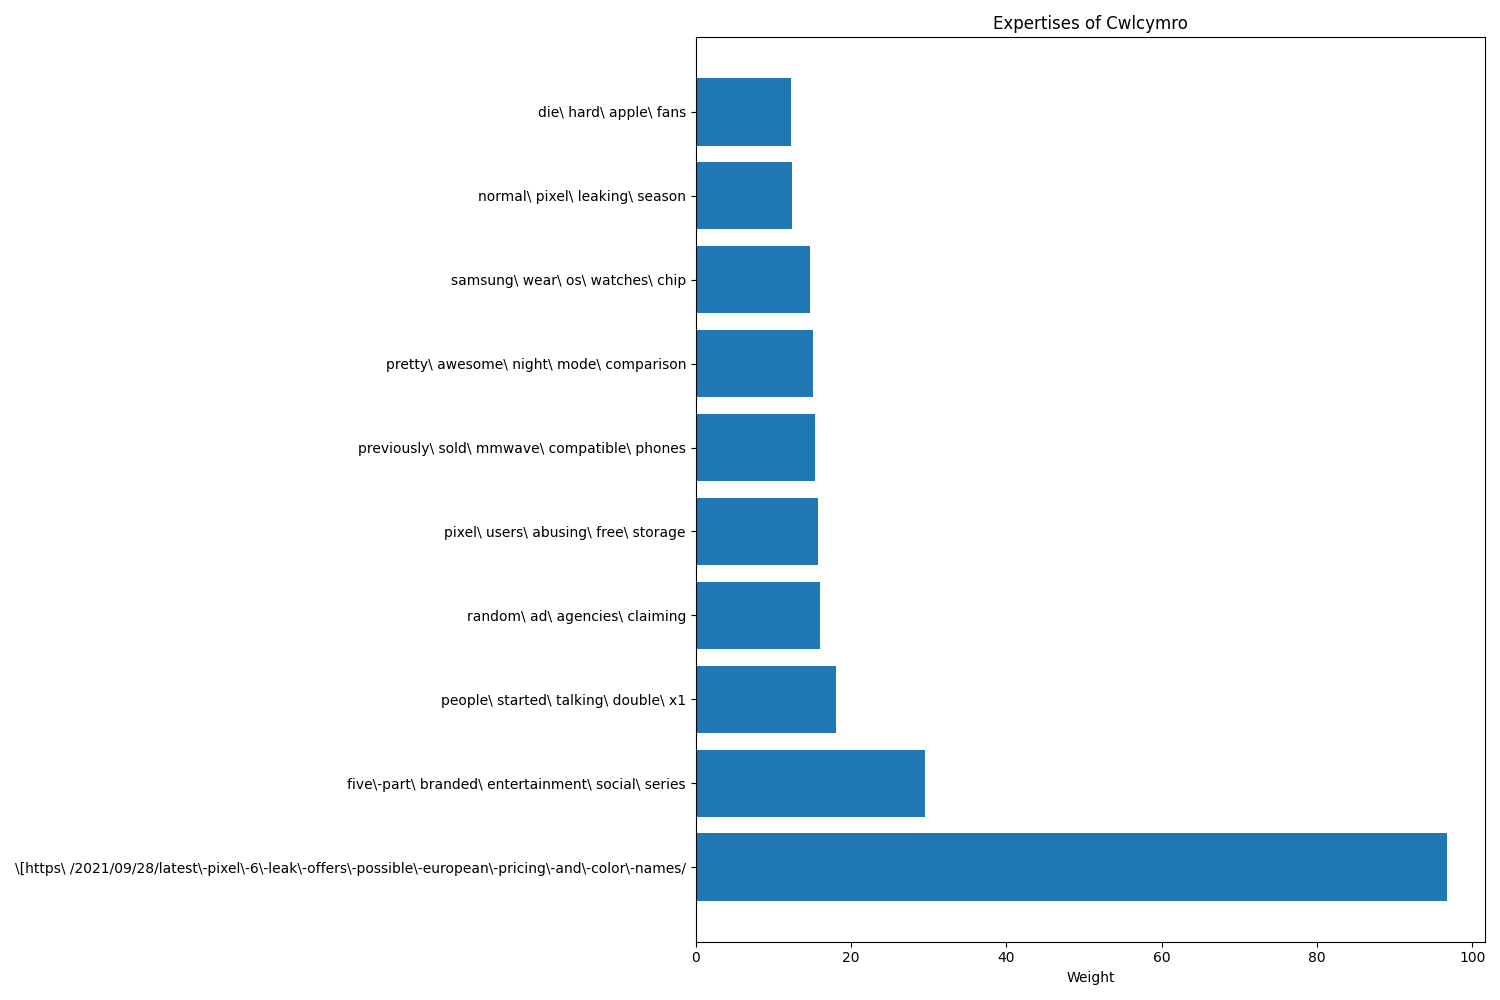 Expertises of Cwlcymro
die\ hard\ apple\ fans
normal\ pixel\ leaking\ season
samsung\ wear\ os\ watches\ chip
pretty\ awesome\ night\ mode\ comparison
previously\ sold\ mmwave\ compatible\ phones
pixel\ users\ abusing\ free\ storage
random\ ad\ agencies\ claiming
people\ started\ talking\ double\ x1
five\-part\ branded\ entertainment\ social\ series
\[https\ /2021/09/28/latest\-pixel\-6\-leak\-offers\-possible\-european\-pricing\-and\-color\-names/
0 20 40 60 80 100
Weight